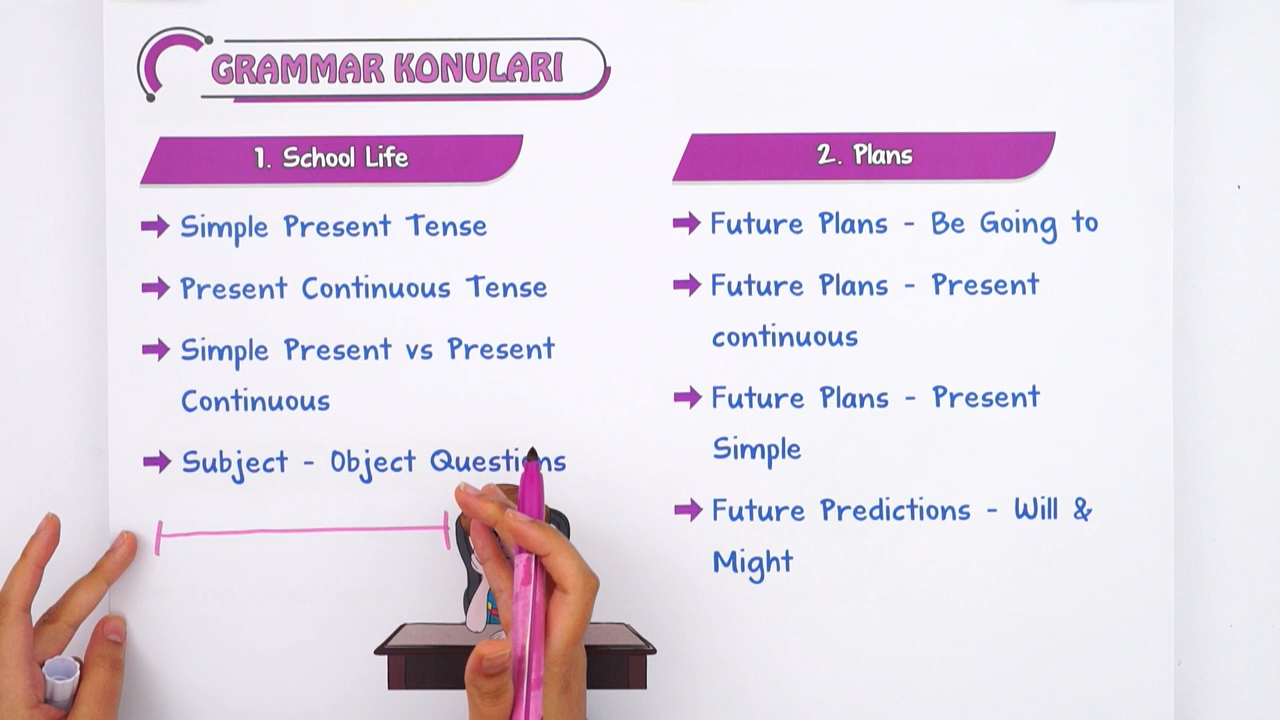 GRAMMAR KONULARI
1. School Life
Simple Present Tense
Present Continuous Tense
Simple Present vs Present
Continuous
Subject - Object Questions
2. Plans
Future Plans - Be Going to
Future Plans - Present
continuous
Future Plans - Present
Simple
Future Predictions - Will &
Might